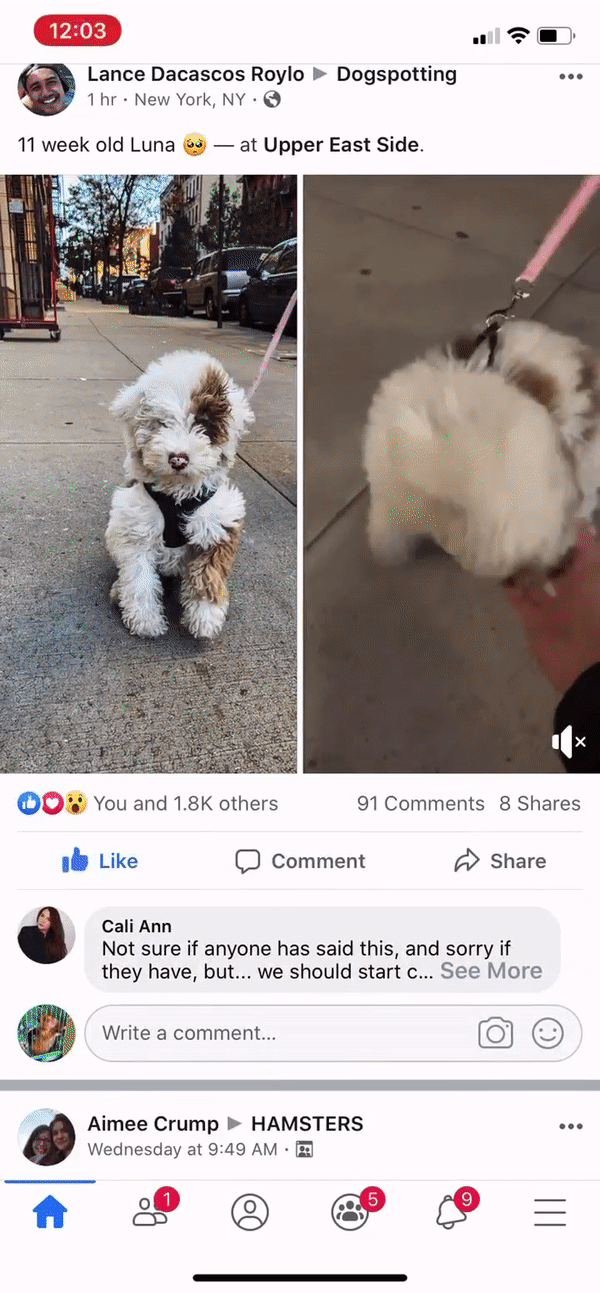 12:03
Lance Dacascos Roylo ▶ Dogspotting
1 hr · New York, NY ·
11 week old Luna 🥺 — at Upper East Side.
You and 1.8K others 91 Comments 8 Shares
Like Comment Share
Cali Ann
Not sure if anyone has said this, and sorry if
they have, but... we should start c... See More
Write a comment...
Aimee Crump ▶ HAMSTERS
Wednesday at 9:49 AM ·
1 5 9